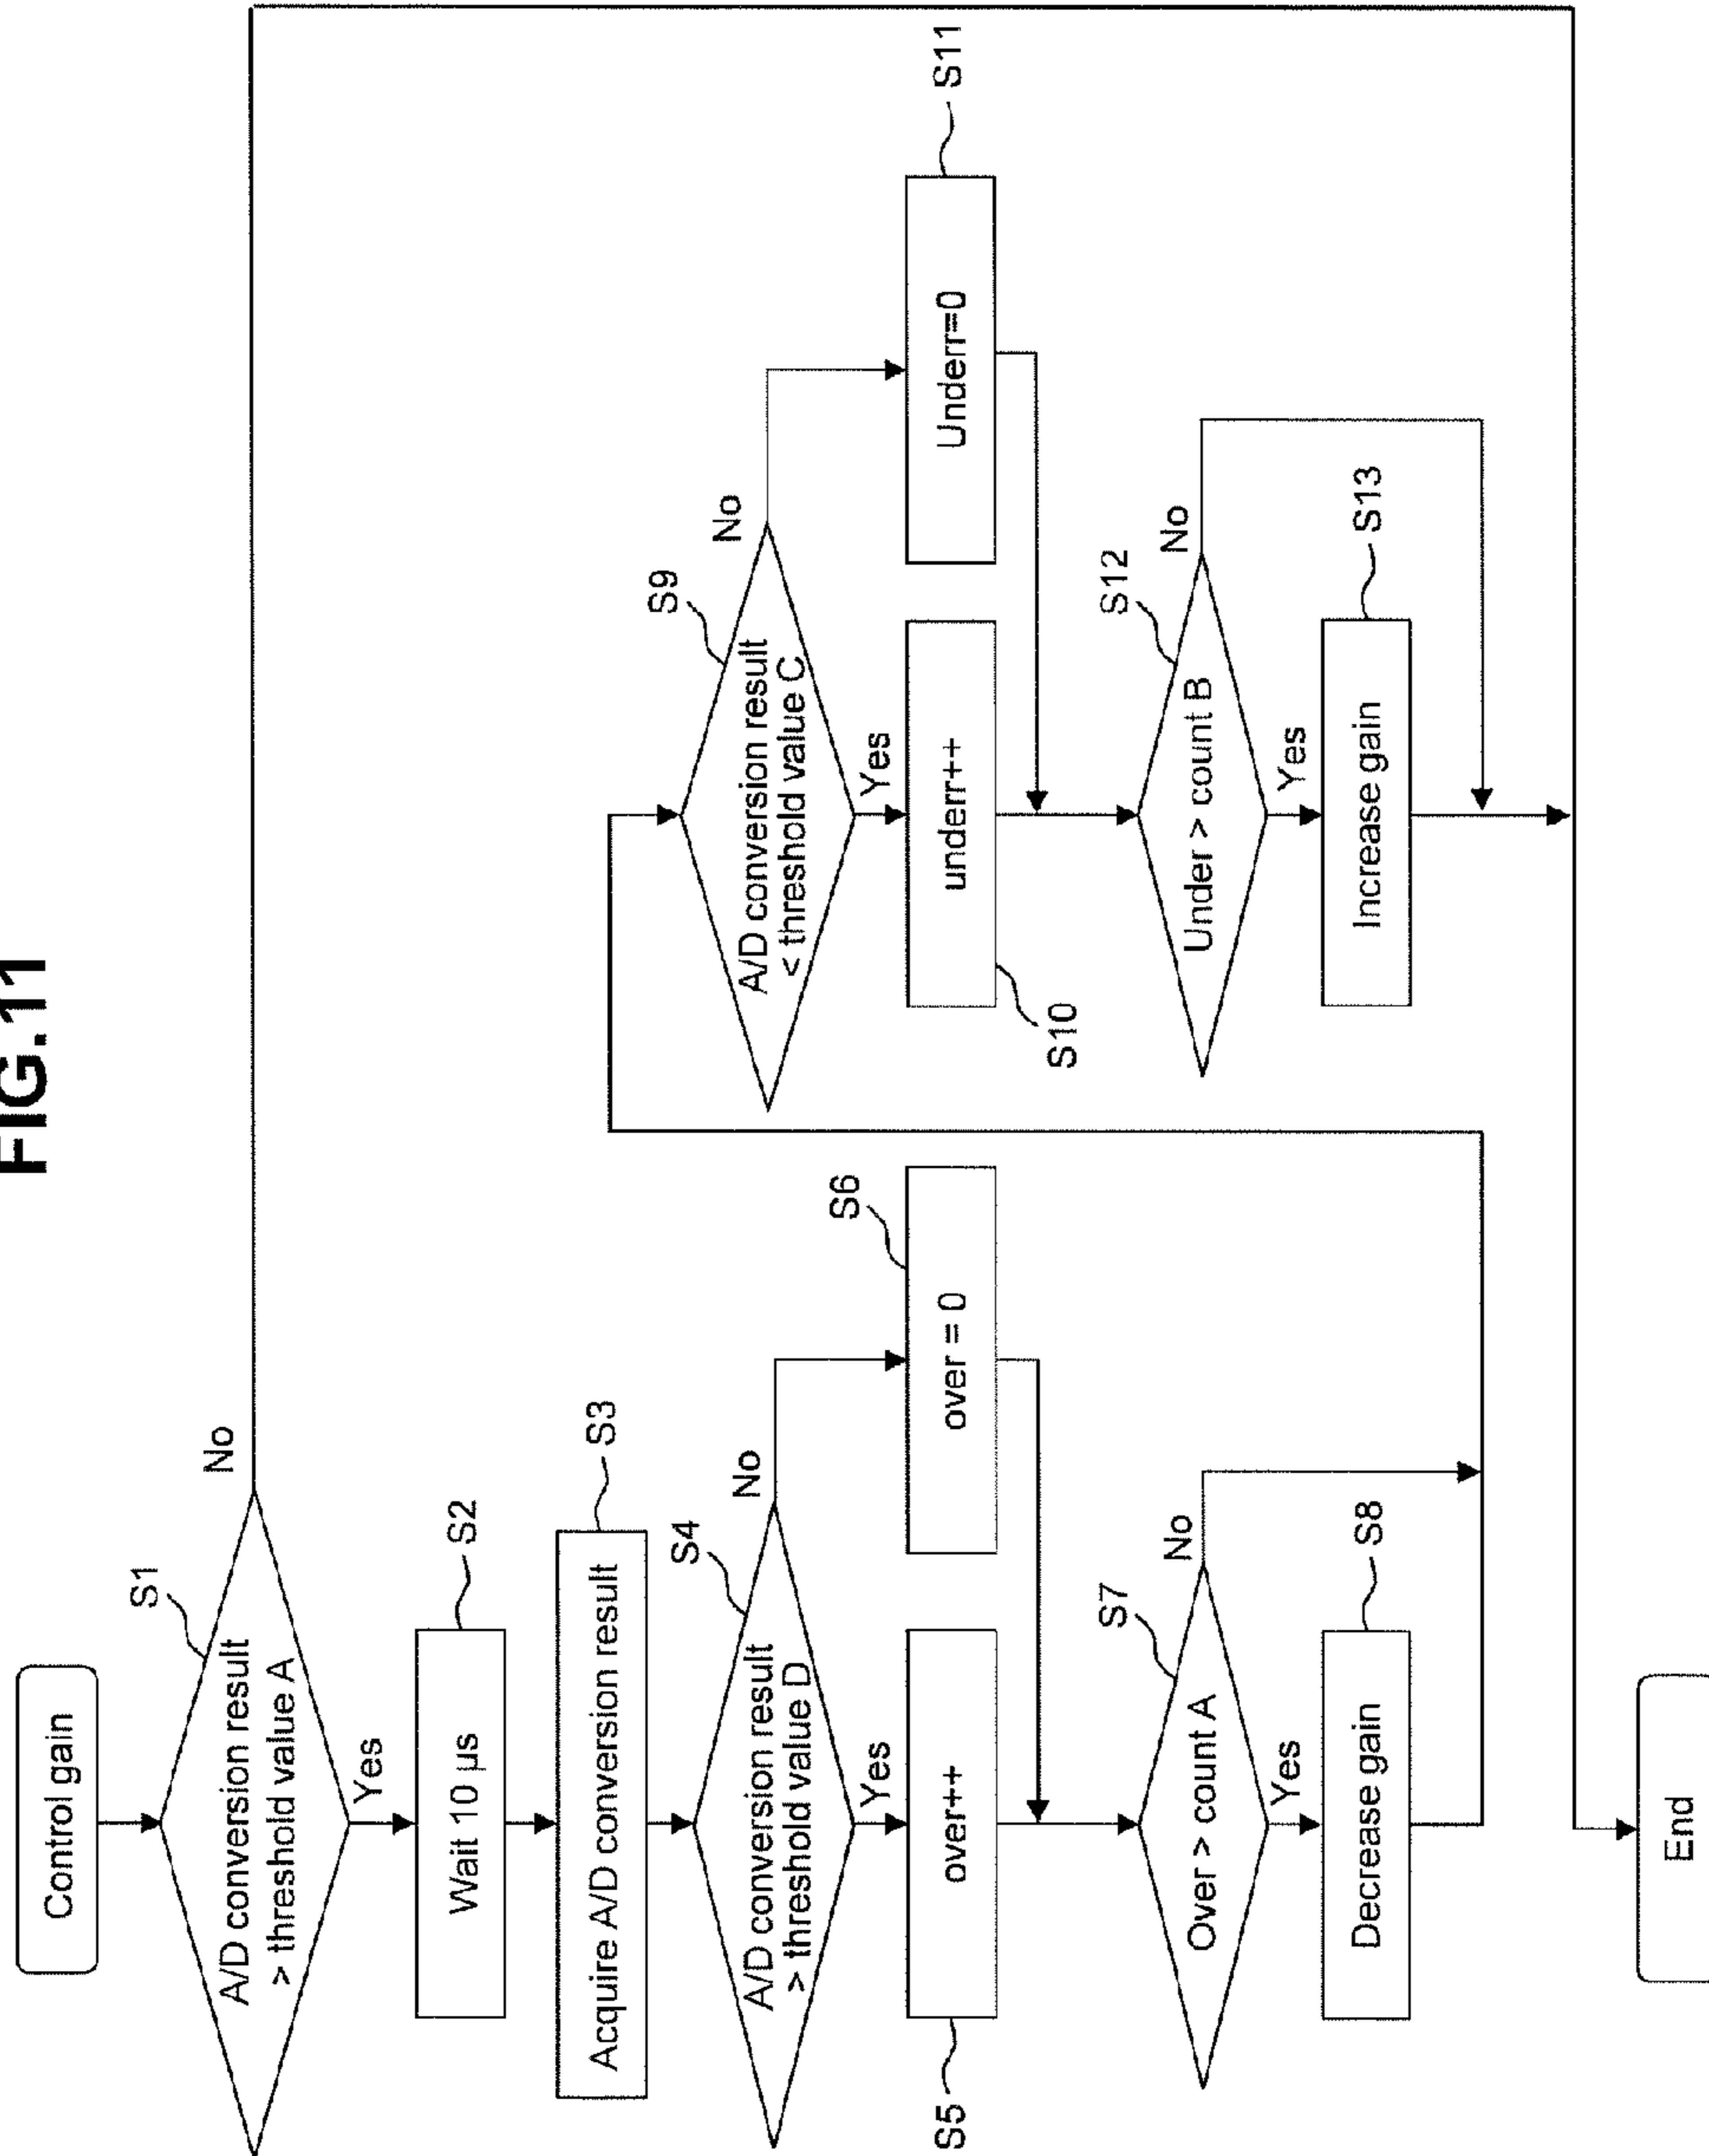 FIG.11
Control gain
S1
A/D conversion result
> threshold value A
No
Yes
S2
Wait 10 µs
S3
Acquire A/D conversion result
S4
A/D conversion result
> threshold value D
No
Yes
S5
over++
S6
over = 0
S7
Over > count A
No
Yes
S8
Decrease gain
S9
A/D conversion result
< threshold value C
No
Yes
S10
underr++
S11
Underr=0
S12
Under > count B
No
Yes
S13
Increase gain
End